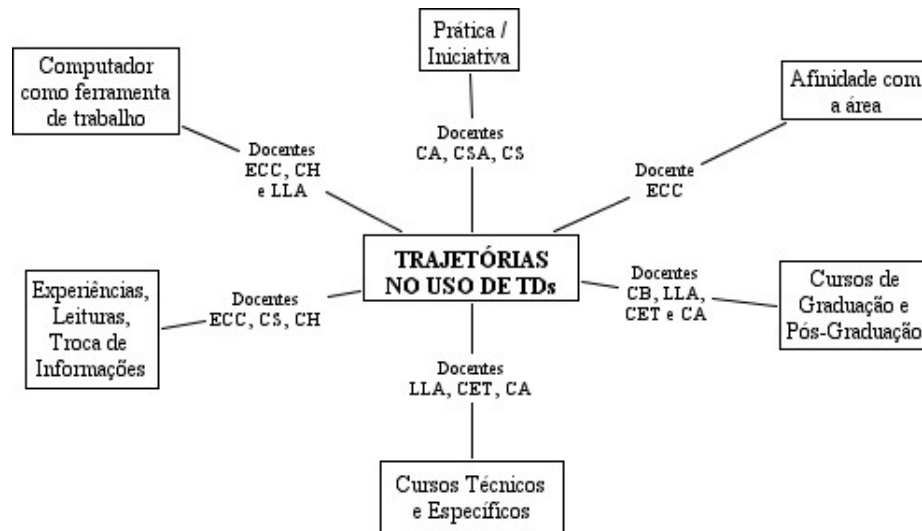 Prática /
Iniciativa
Computador
como ferramenta
de trabalho
Afinidade com
a área
Docentes
CA, CSA, CS
Docentes
ECC, CH
e LLA
Docente
ECC
TRAJETÓRIAS
NO USO DE TDs
Experiências,
Leituras,
Troca de
Informações
Docentes
ECC, CS, CH
Docentes
CB, LLA,
CET e CA
Cursos de
Graduação e
Pós-Graduação
Docentes
LLA, CET, CA
Cursos Técnicos
e Específicos